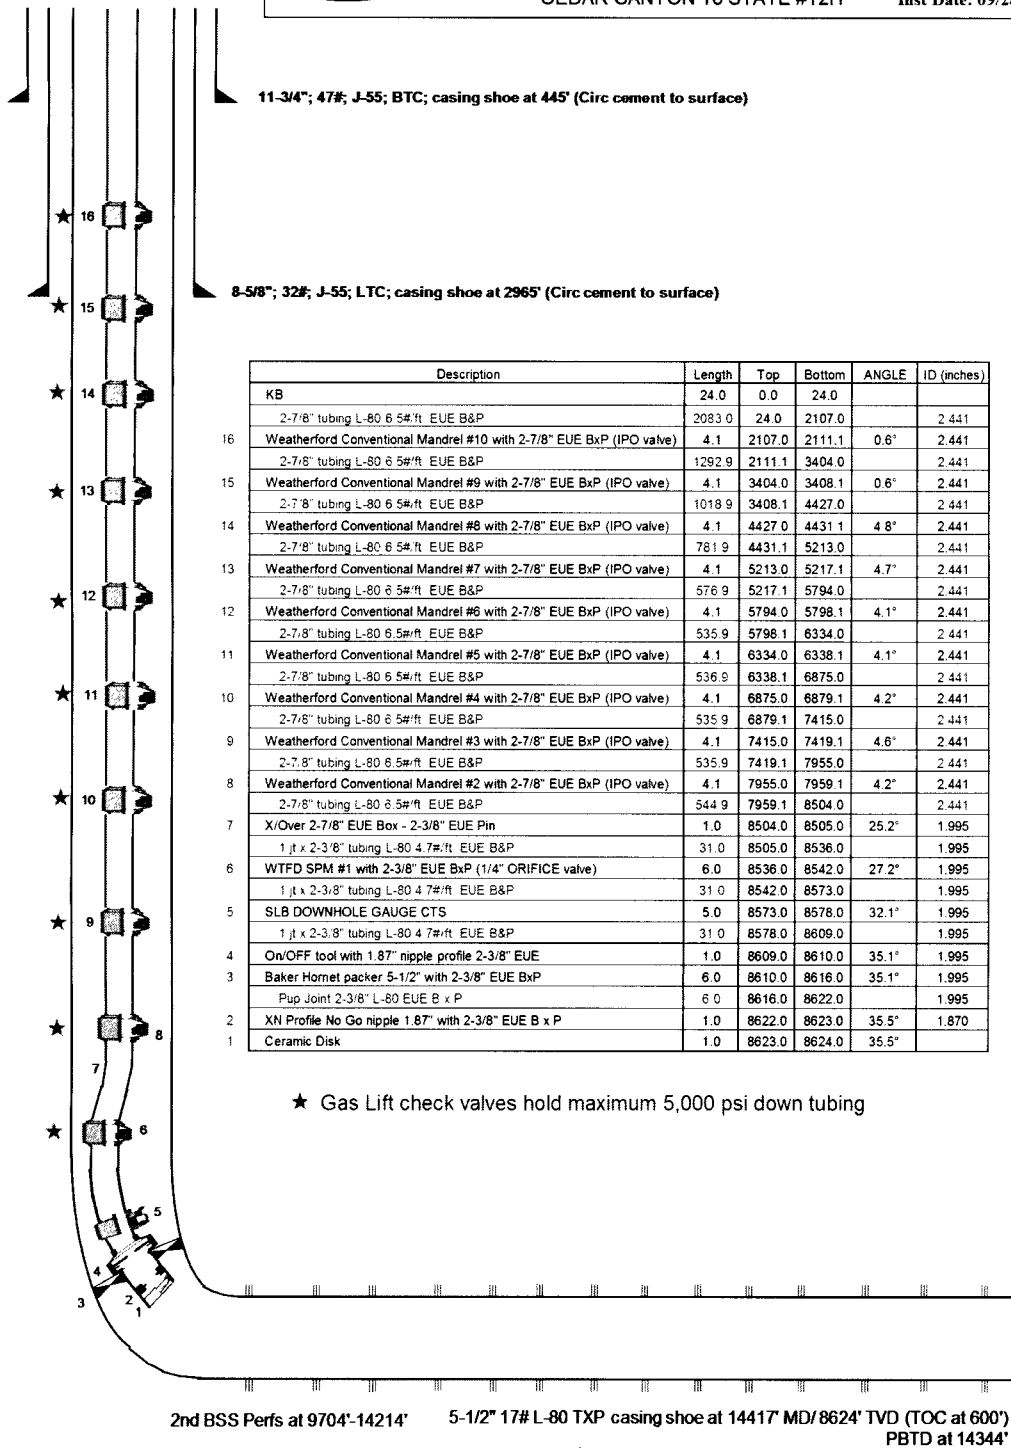 CEDAR CANYON 16 STATE #12H
11-3/4"; 47#; J-55; BTC; casing shoe at 445' (Circ cement to surface)
8-5/8"; 32#; J-55; LTC; casing shoe at 2965' (Circ cement to surface)
Description Length Top Bottom ANGLE ID (inches)
KB 24.0 0.0 24.0
2-7/8" tubing L-80 6.5#/ft EUE B&P 2083.0 24.0 2107.0 2.441
16 Weatherford Conventional Mandrel #10 with 2-7/8" EUE BxP (IPO valve) 4.1 2107.0 2111.1 0.6° 2.441
2-7/8" tubing L-80 6.5#/ft EUE B&P 1292.9 2111.1 3404.0 2.441
15 Weatherford Conventional Mandrel #9 with 2-7/8" EUE BxP (IPO valve) 4.1 3404.0 3408.1 0.6° 2.441
2-7/8" tubing L-80 6.5#/ft EUE B&P 1018.9 3408.1 4427.0 2.441
14 Weatherford Conventional Mandrel #8 with 2-7/8" EUE BxP (IPO valve) 4.1 4427.0 4431.1 4.8° 2.441
2-7/8" tubing L-80 6.5#/ft EUE B&P 781.9 4431.1 5213.0 2.441
13 Weatherford Conventional Mandrel #7 with 2-7/8" EUE BxP (IPO valve) 4.1 5213.0 5217.1 4.7° 2.441
2-7/8" tubing L-80 6.5#/ft EUE B&P 576.9 5217.1 5794.0 2.441
12 Weatherford Conventional Mandrel #6 with 2-7/8" EUE BxP (IPO valve) 4.1 5794.0 5798.1 4.1° 2.441
2-7/8" tubing L-80 6.5#/ft EUE B&P 535.9 5798.1 6334.0 2.441
11 Weatherford Conventional Mandrel #5 with 2-7/8" EUE BxP (IPO valve) 4.1 6334.0 6338.1 4.1° 2.441
2-7/8" tubing L-80 6.5#/ft EUE B&P 536.9 6338.1 6875.0 2.441
10 Weatherford Conventional Mandrel #4 with 2-7/8" EUE BxP (IPO valve) 4.1 6875.0 6879.1 4.2° 2.441
2-7/8" tubing L-80 6.5#/ft EUE B&P 535.9 6879.1 7415.0 2.441
9 Weatherford Conventional Mandrel #3 with 2-7/8" EUE BxP (IPO valve) 4.1 7415.0 7419.1 4.6° 2.441
2-7/8" tubing L-80 6.5#/ft EUE B&P 535.9 7419.1 7955.0 2.441
8 Weatherford Conventional Mandrel #2 with 2-7/8" EUE BxP (IPO valve) 4.1 7955.0 7959.1 4.2° 2.441
2-7/8" tubing L-80 6.5#/ft EUE B&P 544.9 7959.1 8504.0 2.441
7 X/Over 2-7/8" EUE Box - 2-3/8" EUE Pin 1.0 8504.0 8505.0 25.2° 1.995
1 jt x 2-3/8" tubing L-80 4.7#/ft EUE B&P 31.0 8505.0 8536.0 1.995
6 WTFD SPM #1 with 2-3/8" EUE BxP (1/4" ORIFICE valve) 6.0 8536.0 8542.0 27.2° 1.995
1 jt x 2-3/8" tubing L-80 4.7#/ft EUE B&P 31.0 8542.0 8573.0 1.995
5 SLB DOWNHOLE GAUGE CTS 5.0 8573.0 8578.0 32.1° 1.995
1 jt x 2-3/8" tubing L-80 4.7#/ft EUE B&P 31.0 8578.0 8609.0 1.995
4 On/OFF tool with 1.87" nipple profile 2-3/8" EUE 1.0 8609.0 8610.0 35.1° 1.995
3 Baker Hornet packer 5-1/2" with 2-3/8" EUE BxP 6.0 8610.0 8616.0 35.1° 1.995
Pup Joint 2-3/8" L-80 EUE B x P 6.0 8616.0 8622.0 1.995
2 XN Profile No Go nipple 1.87" with 2-3/8" EUE B x P 1.0 8622.0 8623.0 35.5° 1.870
1 Ceramic Disk 1.0 8623.0 8624.0 35.5°
★ Gas Lift check valves hold maximum 5,000 psi down tubing
★ 16
★ 15
★ 14
★ 13
★ 12
★ 11
★ 10
★ 9
★ 8
7
★ 6
5
4
3
2
1
2nd BSS Perfs at 9704'-14214'
5-1/2" 17# L-80 TXP casing shoe at 14417' MD/ 8624' TVD (TOC at 600')
PBTD at 14344'